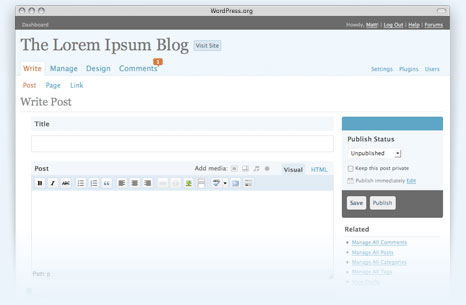 WordPress.org
Dashboard
Howdy, Matt! | Log Out | Help | Forums
The Lorem Ipsum Blog Visit Site
Write Manage Design Comments 1
Settings Plugins Users
Post Page Link
Write Post
Title
Post Add media: Visual HTML
B I ABC
Path: p
Publish Status
Unpublished
Keep this post private
Publish immediately Edit
Save Publish
Related
Manage All Comments
Manage All Posts
Manage All Categories
Manage All Tags
View Drafts